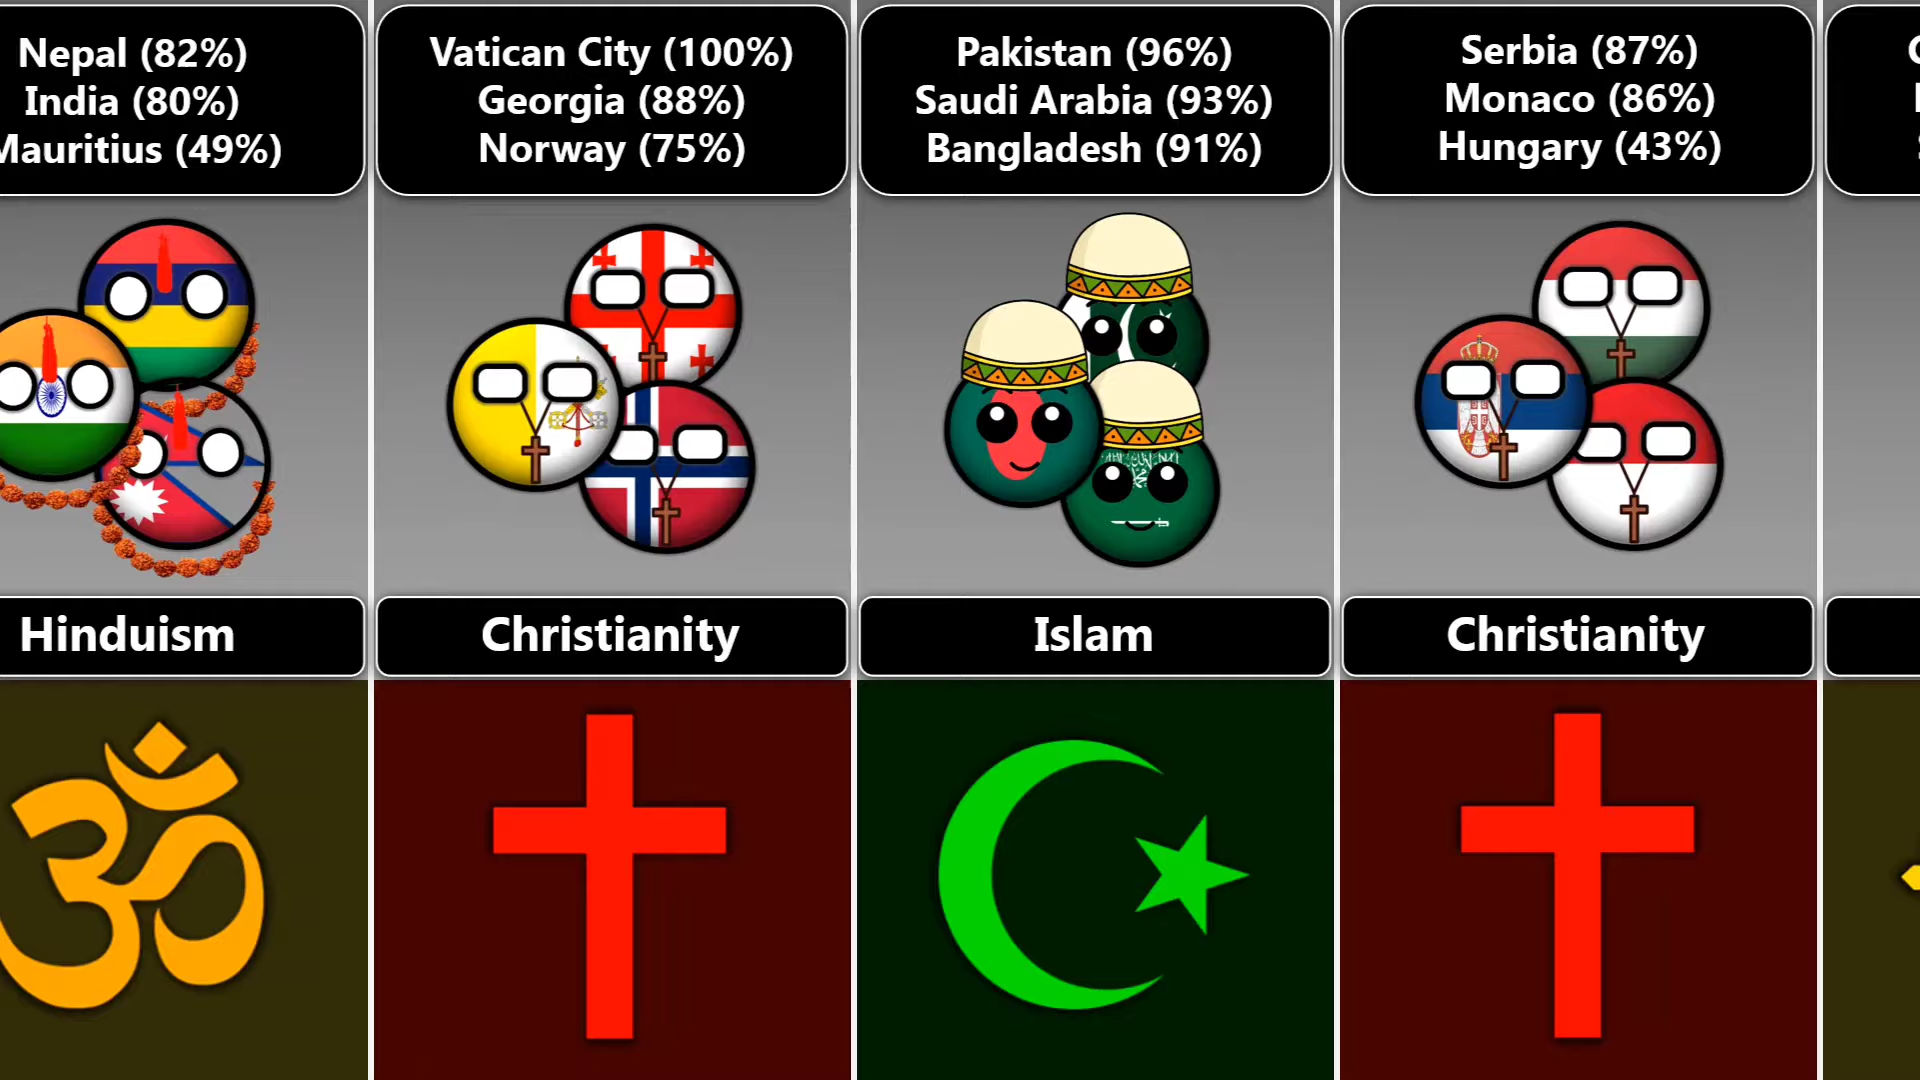 Nepal (82%)
India (80%)
Mauritius (49%)
Hinduism
Vatican City (100%)
Georgia (88%)
Norway (75%)
Christianity
Pakistan (96%)
Saudi Arabia (93%)
Bangladesh (91%)
Islam
Serbia (87%)
Monaco (86%)
Hungary (43%)
Christianity